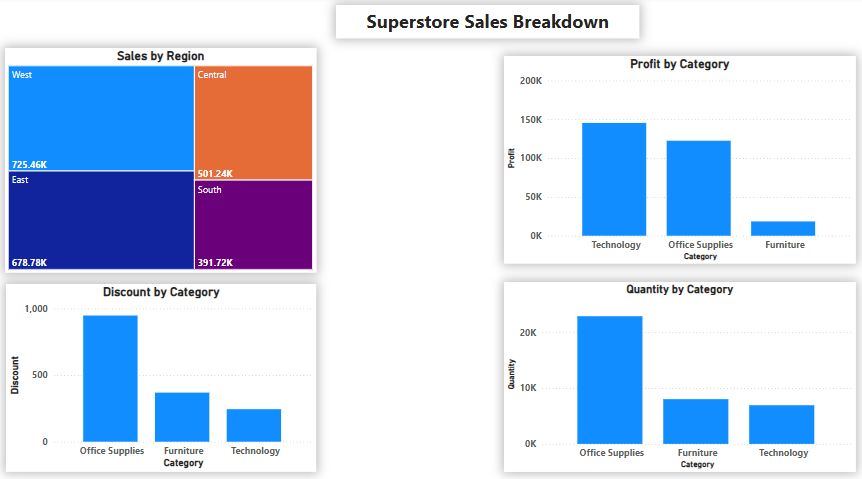 Superstore Sales Breakdown
Sales by Region
West
725.46K
Central
501.24K
East
678.78K
South
391.72K
Profit by Category
Profit
200K
150K
100K
50K
0K
Technology Office Supplies Furniture
Category
Discount by Category
Discount
1,000
500
0
Office Supplies Furniture Technology
Category
Quantity by Category
Quantity
20K
10K
0K
Office Supplies Furniture Technology
Category